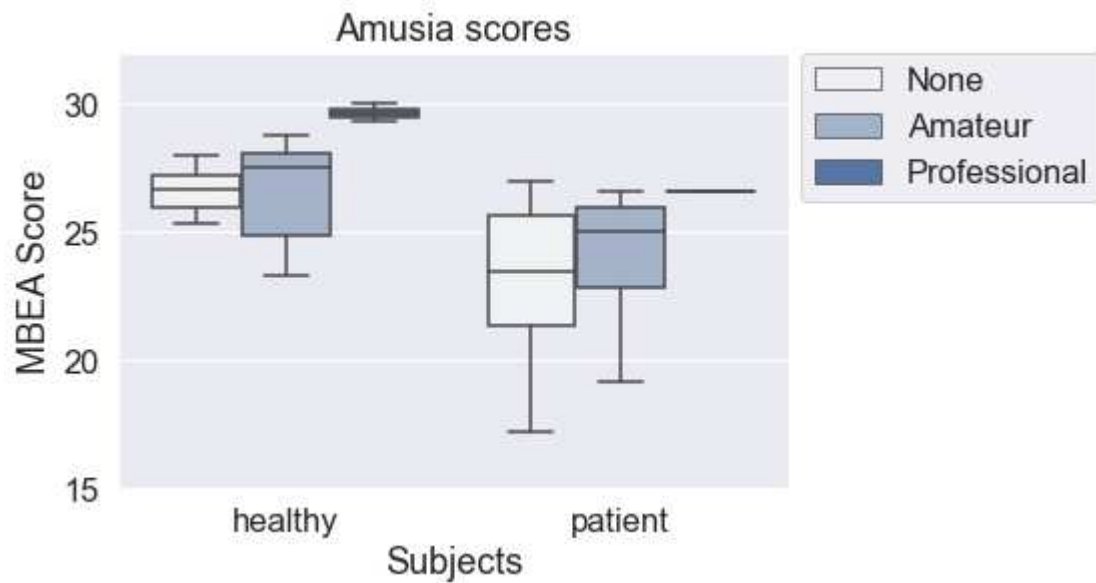 Amusia scores
None
Amateur
Professional
MBEA Score
30
25
20
15
healthy patient
Subjects